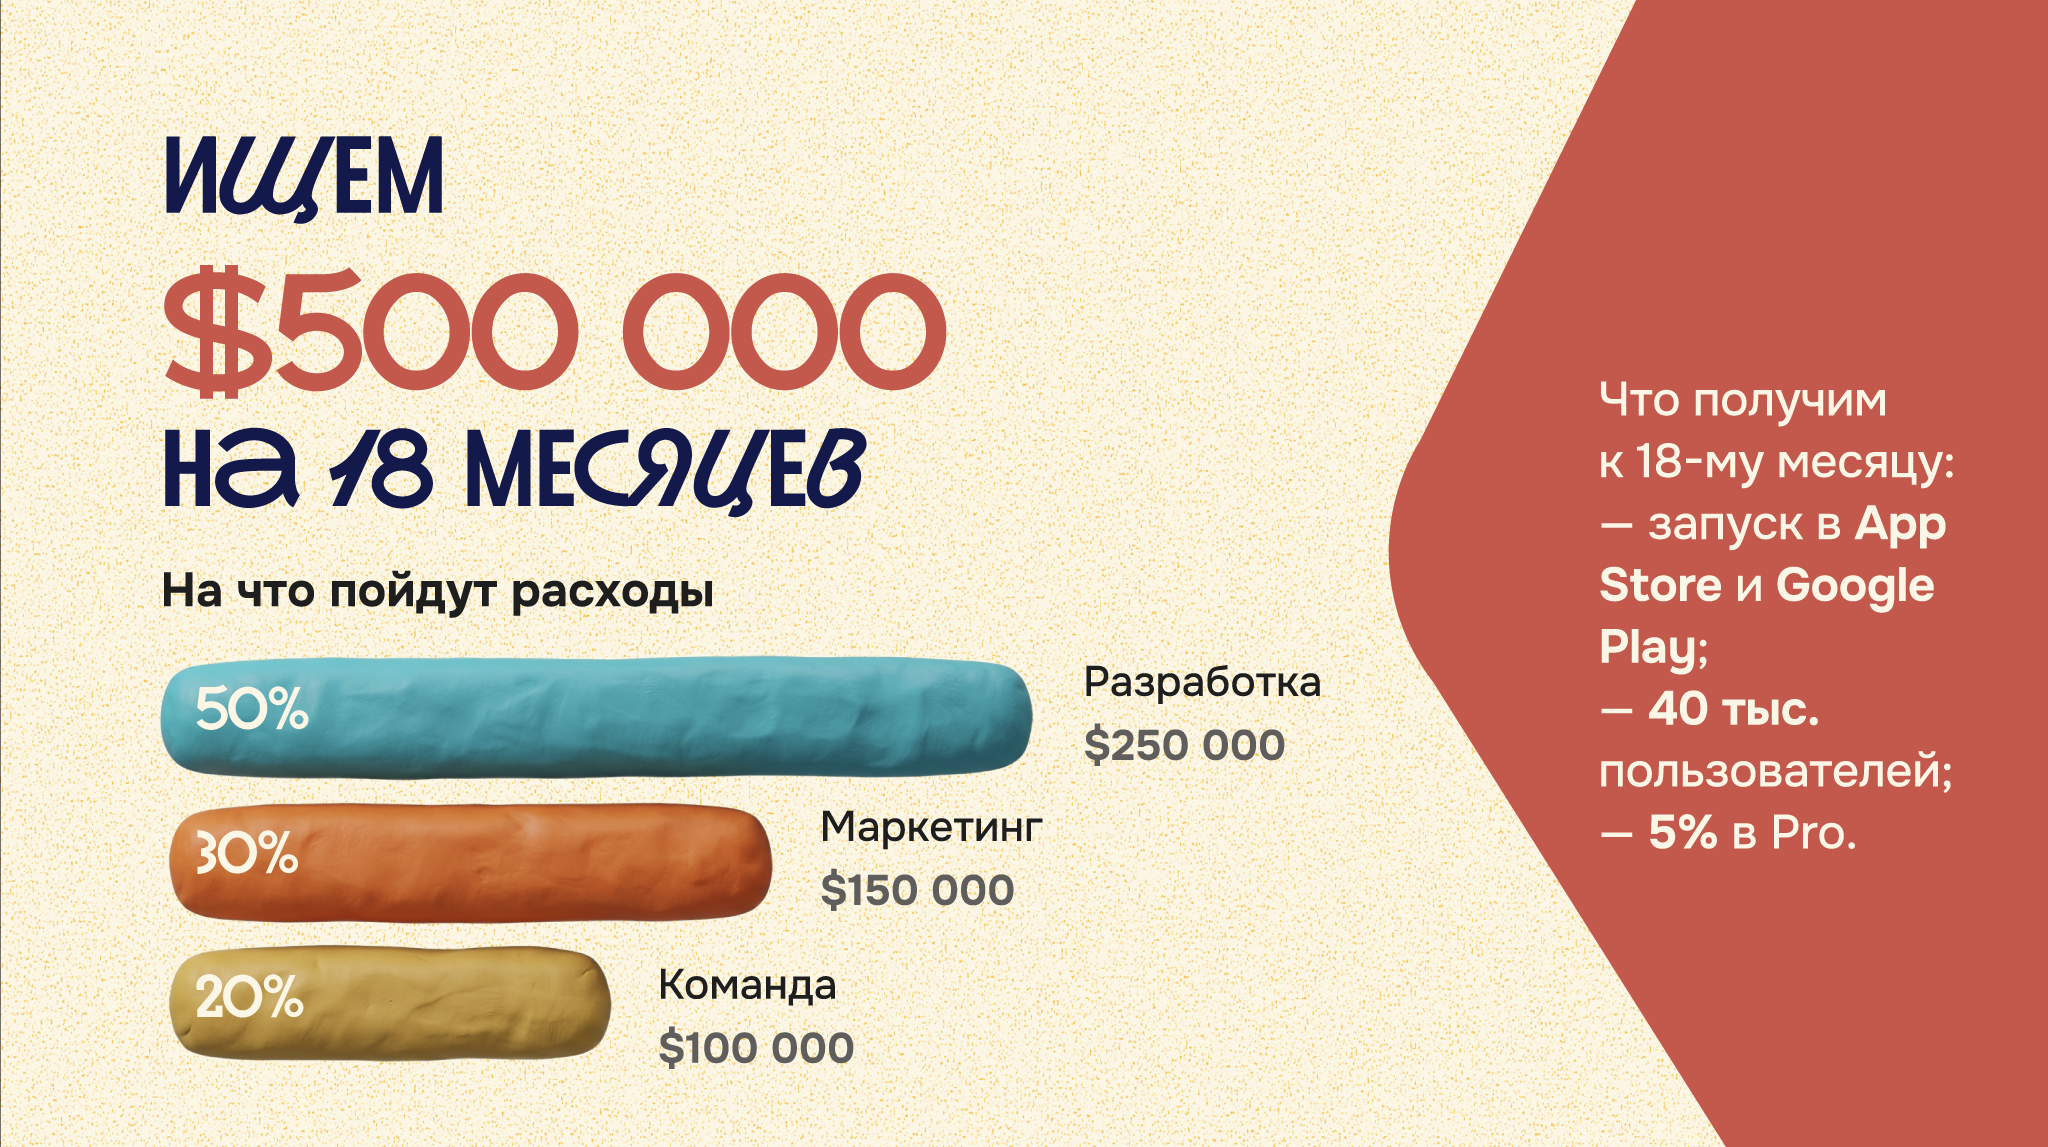 ИЩЕМ
$500 000
НА 18 МЕСЯЦЕВ
На что пойдут расходы
50%
Разработка
$250 000
30%
Маркетинг
$150 000
20%
Команда
$100 000
Что получим
к 18-му месяцу:
— запуск в App
Store и Google
Play;
— 40 тыс.
пользователей;
— 5% в Pro.